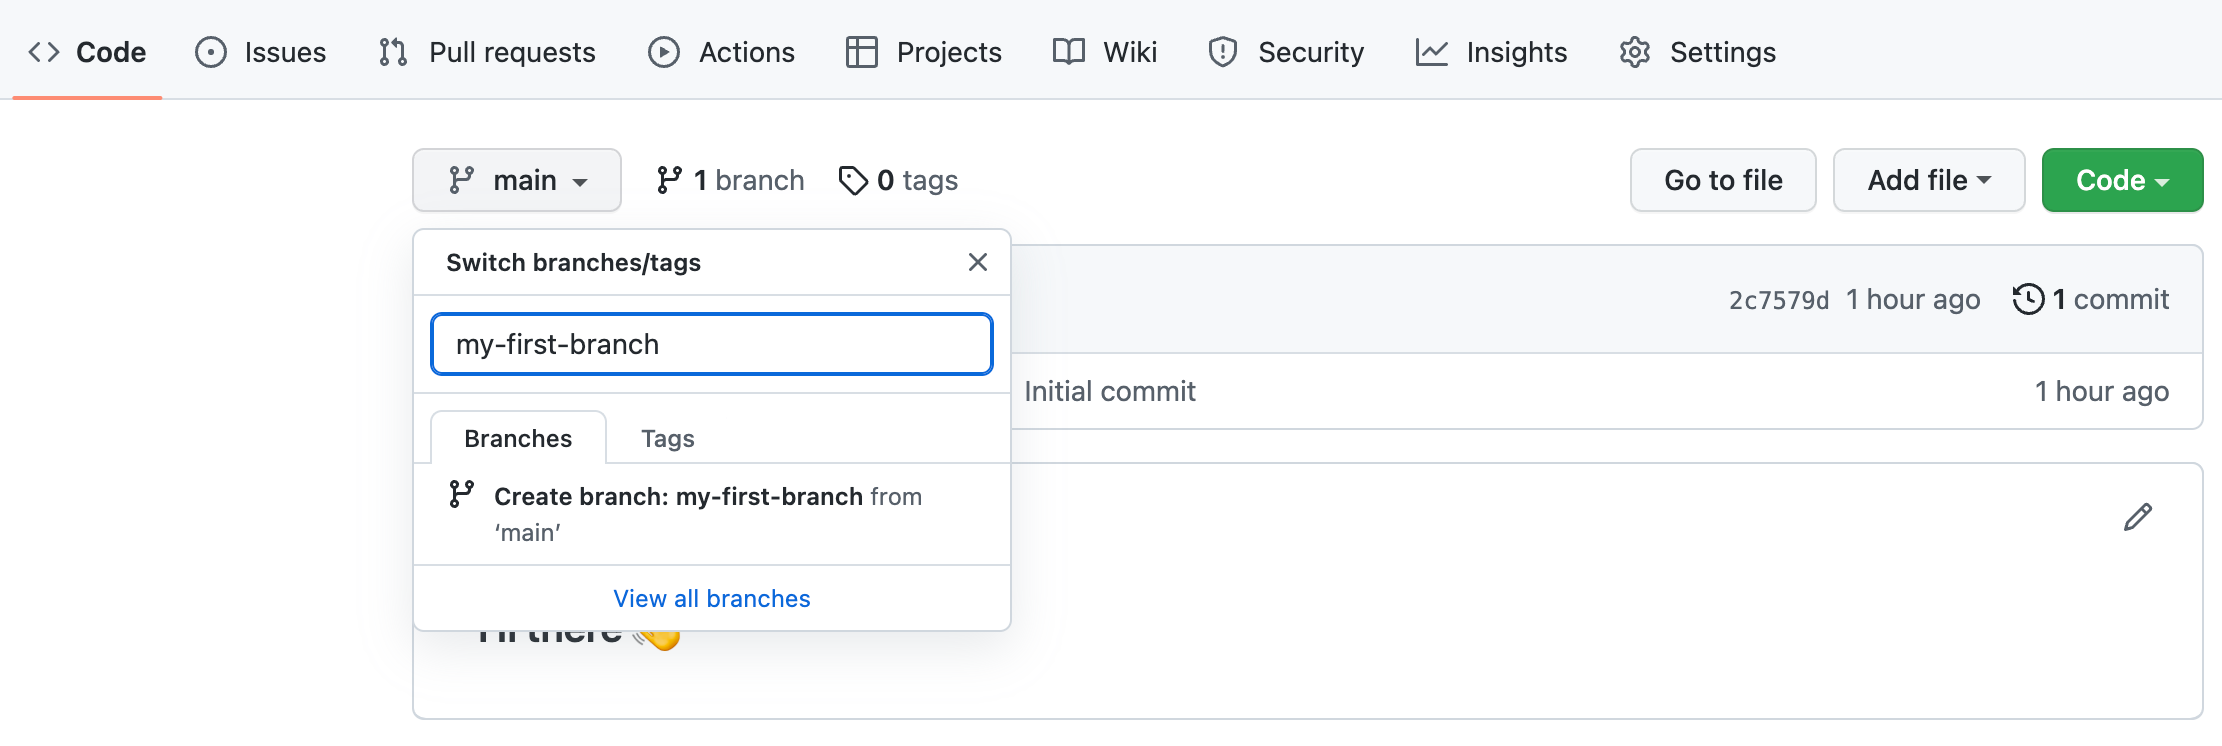 Code Issues Pull requests Actions Projects Wiki Security Insights Settings
main 1 branch 0 tags Go to file Add file Code
Switch branches/tags
2c7579d 1 hour ago 1 commit
my-first-branch
Initial commit 1 hour ago
Branches Tags
Create branch: my-first-branch from
‘main’
View all branches
Hi there